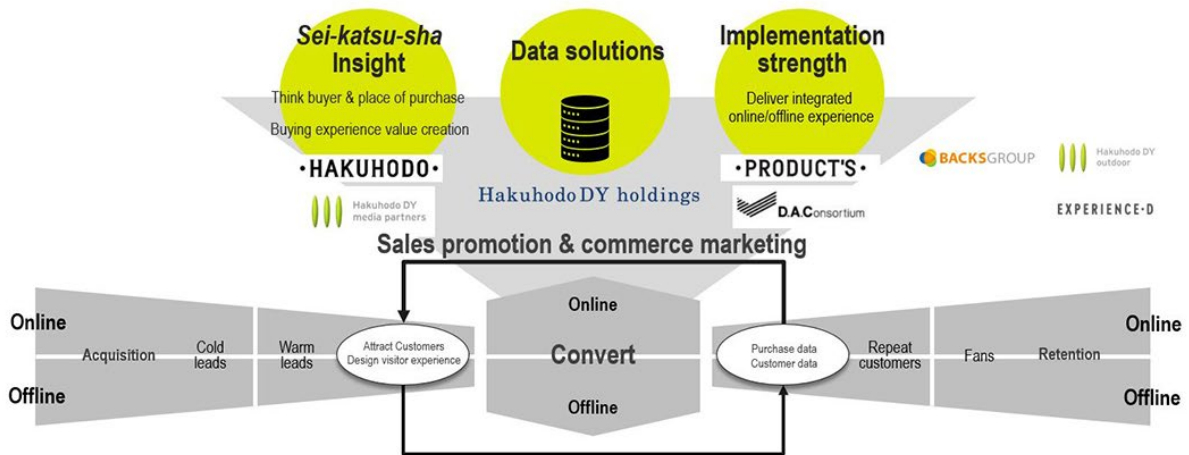 Sei-katsu-sha
Insight
Think buyer & place of purchase
Buying experience value creation
·HAKUHODO·
Hakuhodo DY
media partners
Data solutions
Hakuhodo DY holdings
Implementation
strength
Deliver integrated
online/offline experience
·PRODUCT'S·
D.A.Consortium
BACKSGROUP
Hakuhodo DY
outdoor
EXPERIENCE·D
Sales promotion & commerce marketing
Online
Offline
Acquisition
Cold
leads
Warm
leads
Attract Customers
Design visitor experience
Online
Convert
Offline
Purchase data
Customer data
Repeat
customers
Fans
Retention
Online
Offline